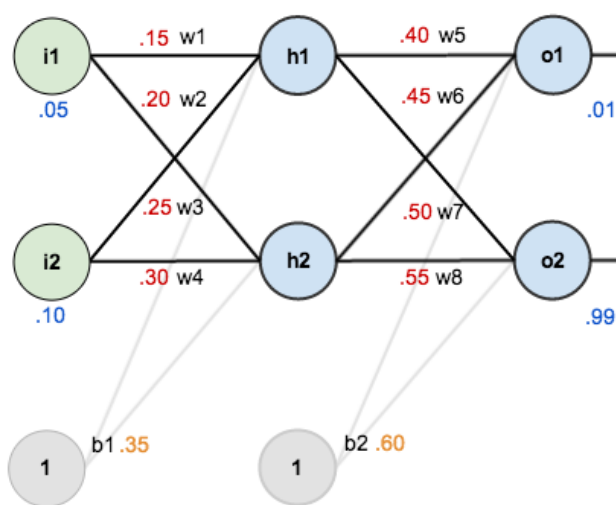 i1 .15 w1 h1 .40 w5 o1
.05 .20 w2 .45 w6 .01
.25 w3 .50 w7
i2 .30 w4 h2 .55 w8 o2
.10 .99
1 b1 .35 1 b2 .60